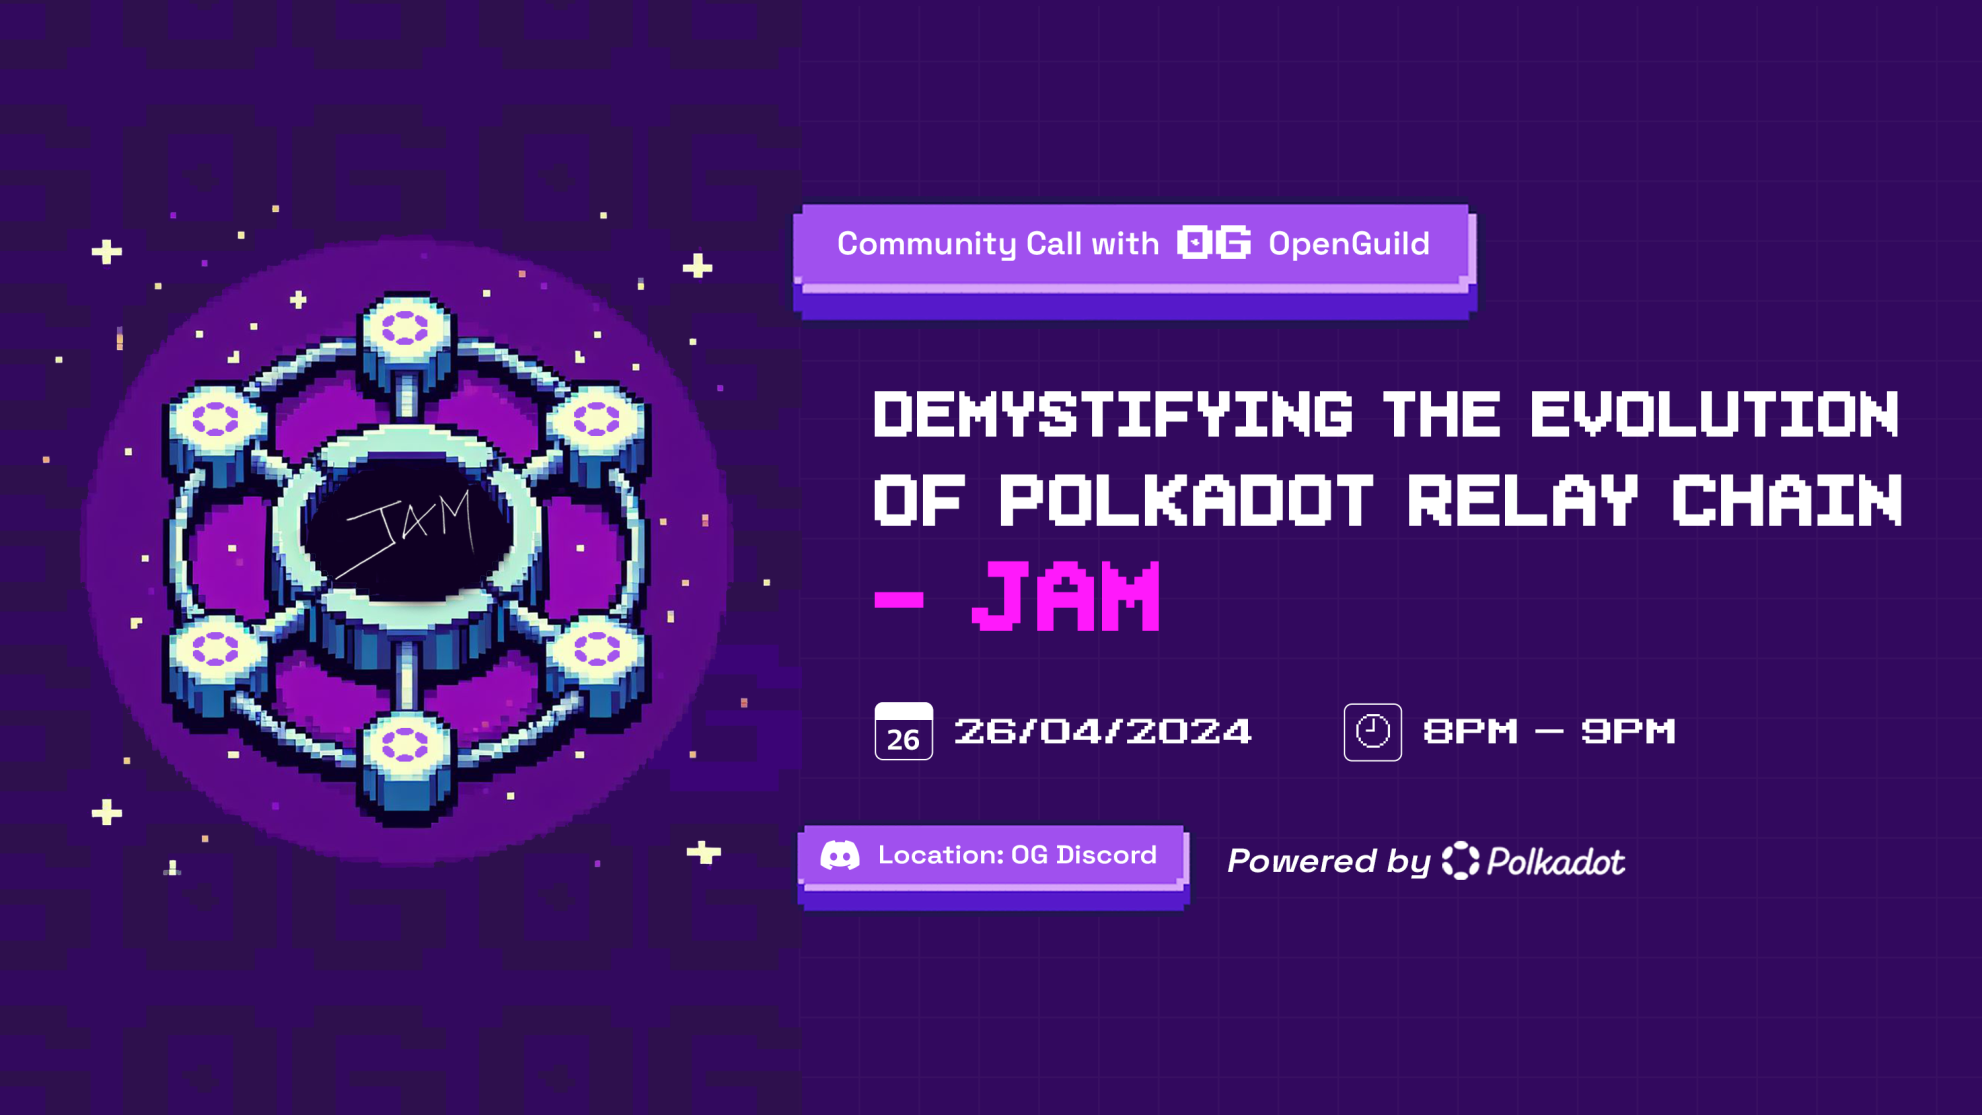 Community Call with OG OpenGuild
DEMYSTIFYING THE EVOLUTION
OF POLKADOT RELAY CHAIN
- JAM
JAM
26 26/04/2024 8PM - 9PM
Location: OG Discord Powered by Polkadot